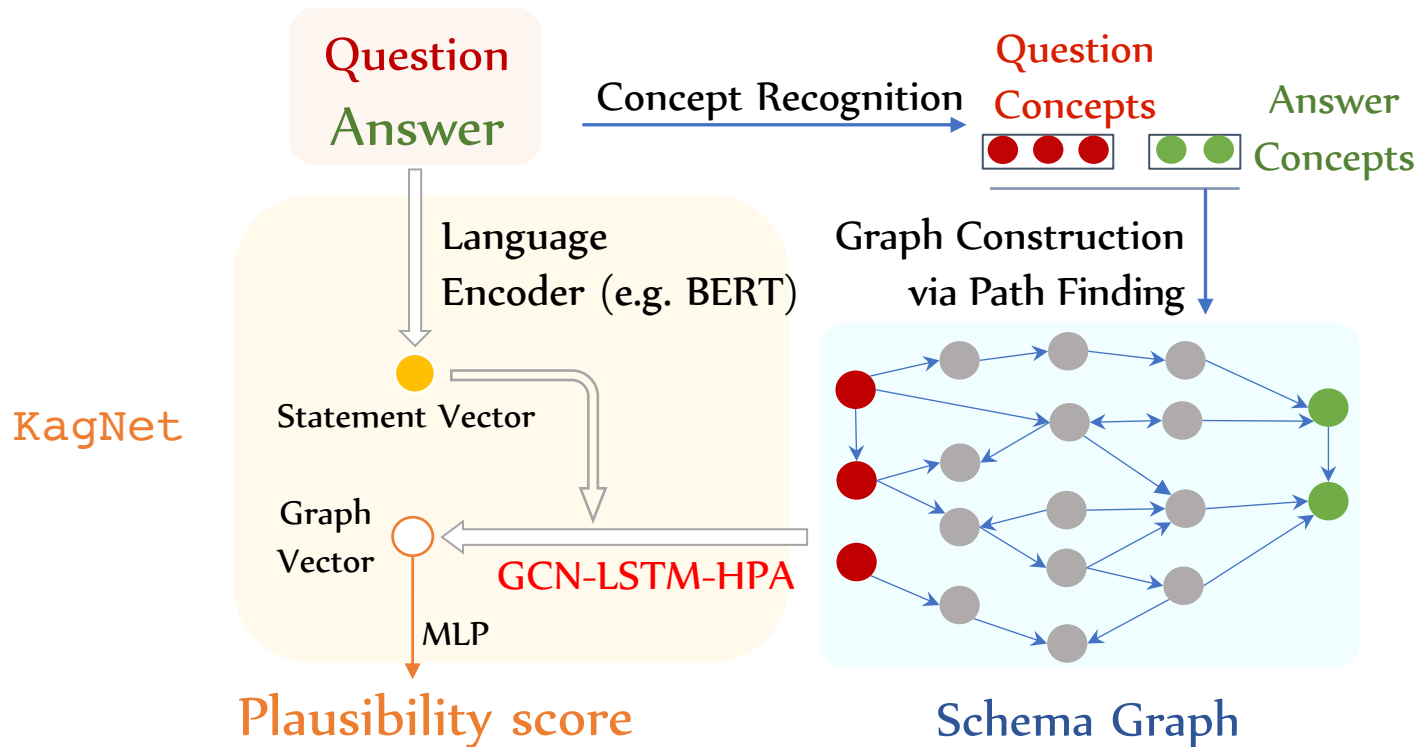 Question
Answer
Concept Recognition
Question
Concepts
Answer
Concepts
Language
Encoder (e.g. BERT)
Graph Construction
via Path Finding
Statement Vector
KagNet
Graph
Vector
GCN-LSTM-HPA
MLP
Plausibility score
Schema Graph